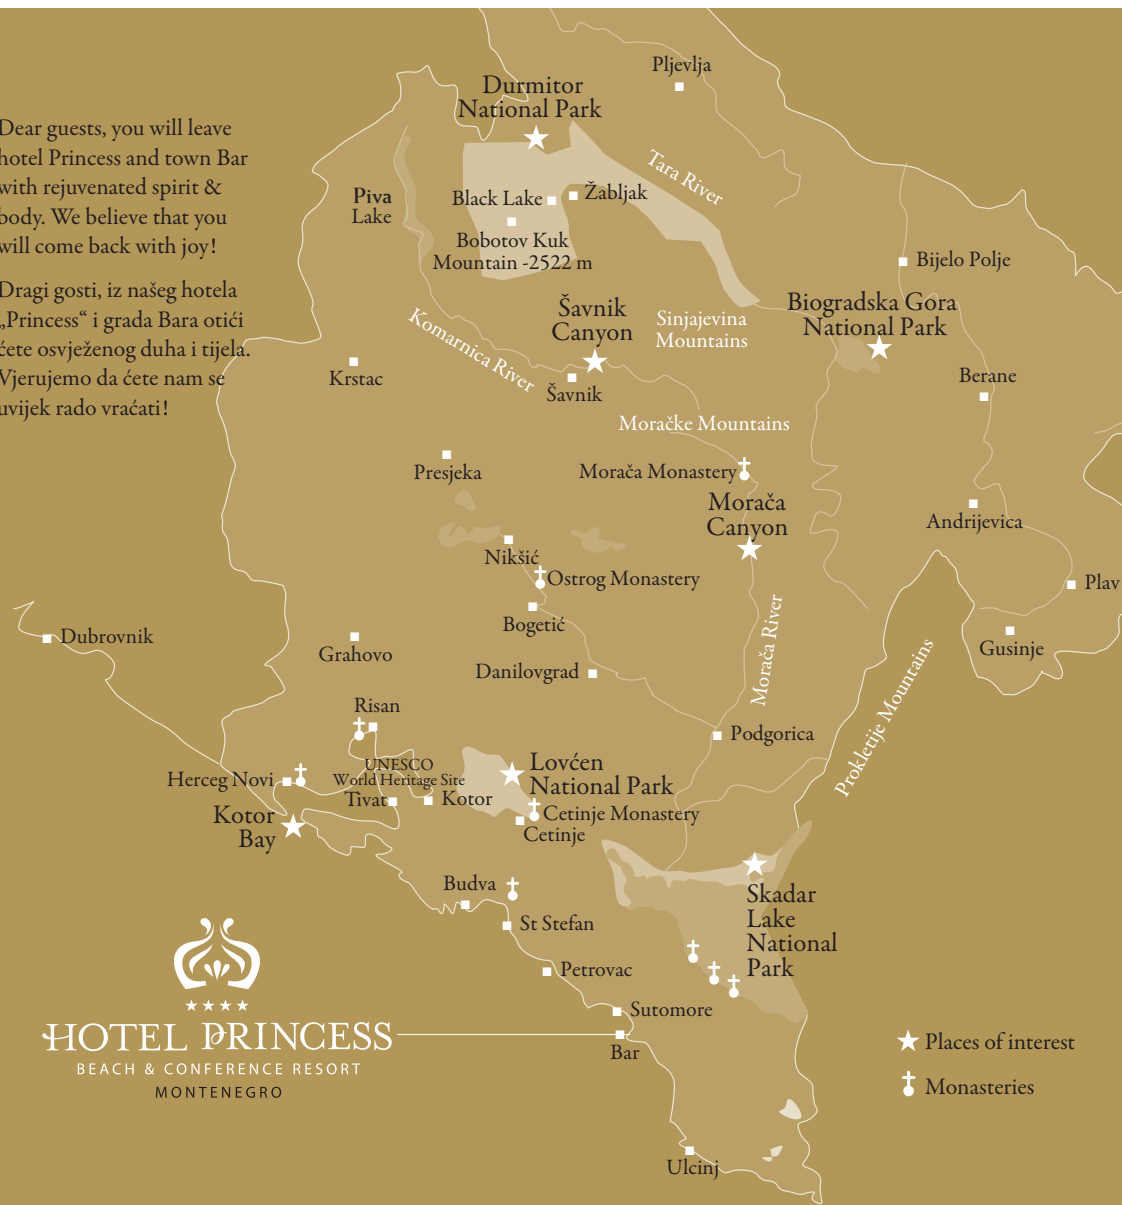 Dear guests, you will leave
hotel Princess and town Bar
with rejuvenated spirit &
body. We believe that you
will come back with joy!
Dragi gosti, iz našeg hotela
„Princess“ i grada Bara otići
ćete osvježenog duha i tijela.
Vjerujemo da ćete nam se
uvijek rado vraćati!
Pljevlja
Durmitor
National Park
Tara River
Piva
Lake
Black Lake
Žabljak
Bobotov Kuk
Mountain -2522 m
Bijelo Polje
Šavnik
Canyon
Sinjajevina
Mountains
Biogradska Gora
National Park
Komarnica River
Krstac
Šavnik
Berane
Moračke Mountains
Presjeka
Morača Monastery
Morača
Canyon
Andrijevica
Nikšić
Ostrog Monastery
Plav
Bogetić
Dubrovnik
Grahovo
Gusinje
Danilovgrad
Morača River
Prokletije Mountains
Risan
Podgorica
UNESCO
World Heritage Site
Lovćen
National Park
Herceg Novi
Tivat
Kotor
Kotor
Bay
Cetinje Monastery
Cetinje
Budva
Skadar
Lake
National
Park
St Stefan
Petrovac
Sutomore
HOTEL PRINCESS
BEACH & CONFERENCE RESORT
MONTENEGRO
Bar
Places of interest
Monasteries
Ulcinj